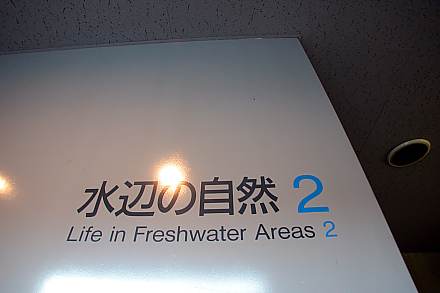 水辺の自然 2
Life in Freshwater Areas 2